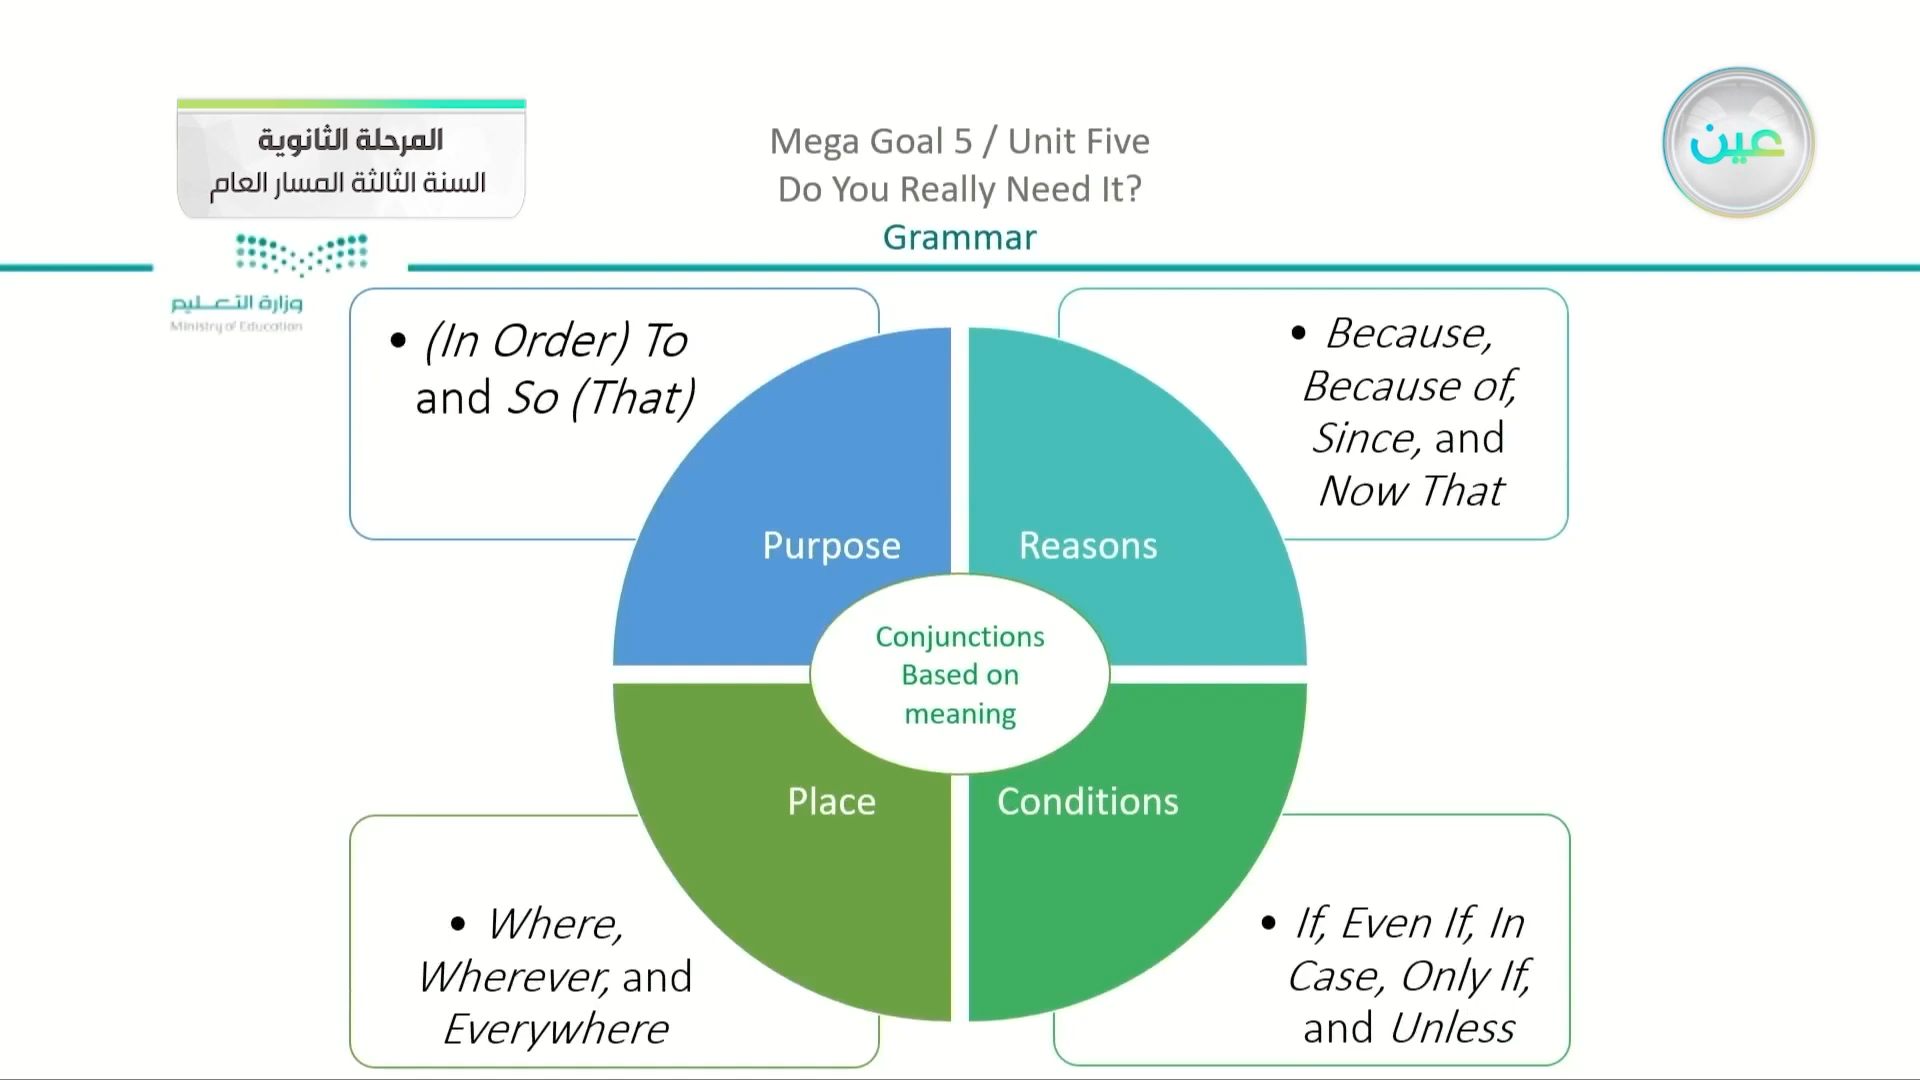 المرحلة الثانوية
السنة الثالثة المسار العام
Mega Goal 5 / Unit Five
Do You Really Need It?
Grammar
عين
وزارة التعليم
Ministry of Education
• (In Order) To
and So (That)
• Because,
Because of,
Since, and
Now That
Purpose
Reasons
Conjunctions
Based on
meaning
Place
Conditions
• Where,
Wherever, and
Everywhere
• If, Even If, In
Case, Only If,
and Unless